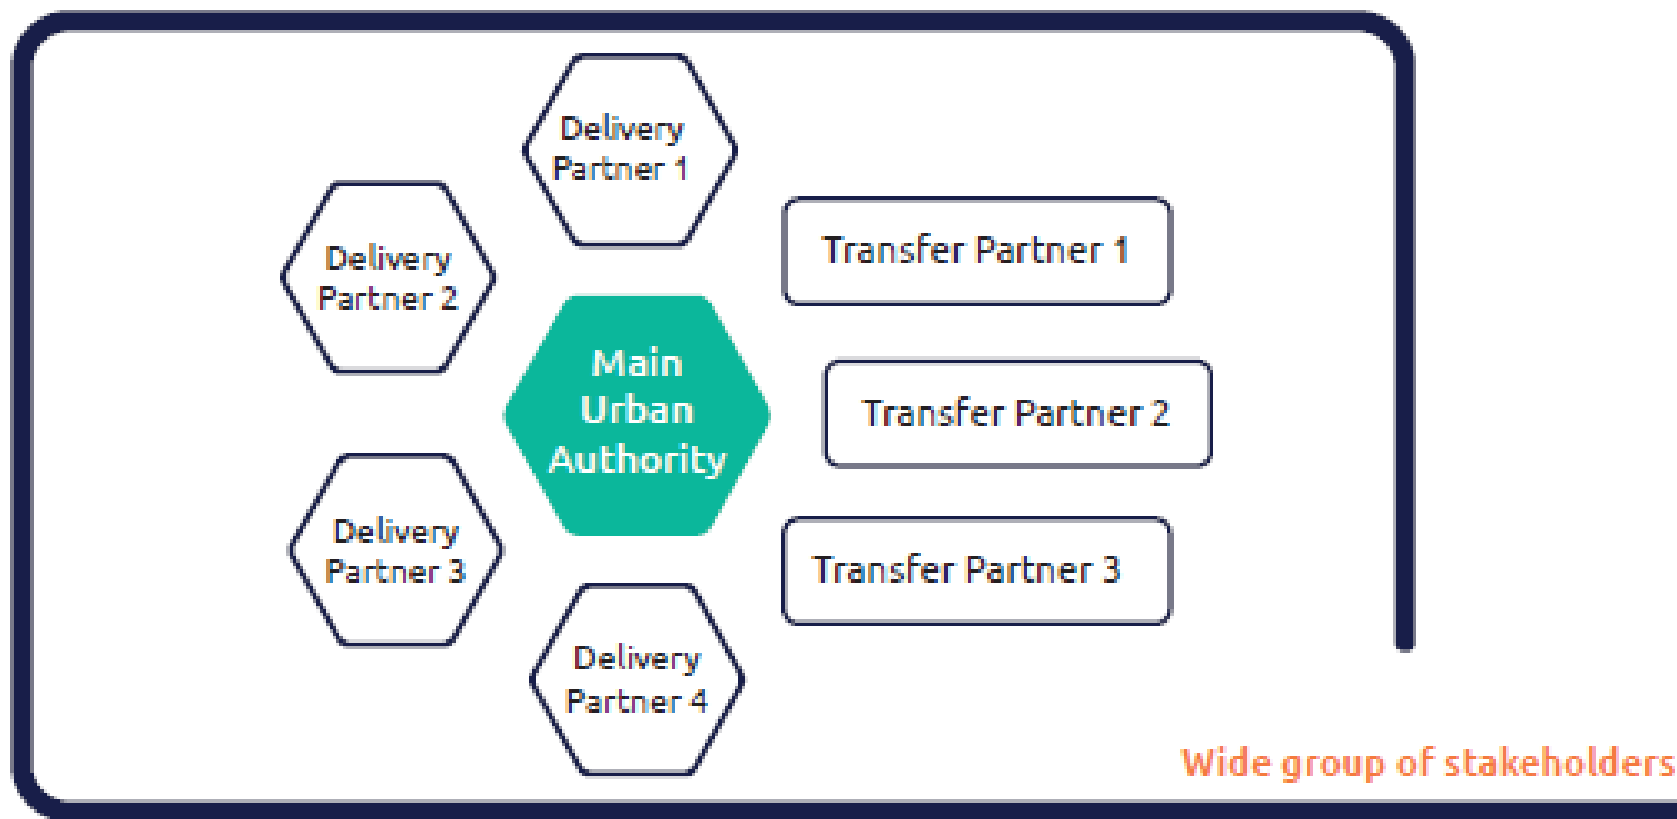 Delivery
Partner 1
Delivery
Partner 2
Transfer Partner 1
Main
Urban
Authority
Transfer Partner 2
Delivery
Partner 3
Transfer Partner 3
Delivery
Partner 4
Wide group of stakeholders